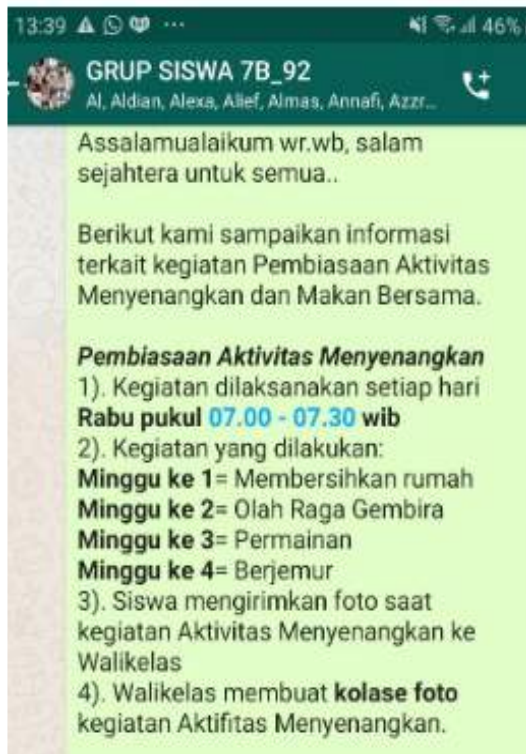 13:39 ... 46%
GRUP SISWA 7B_92
Al, Aldian, Alexa, Alief, Almas, Annafi, Azzr...
Assalamualaikum wr.wb, salam
sejahtera untuk semua..
Berikut kami sampaikan informasi
terkait kegiatan Pembiasaan Aktivitas
Menyenangkan dan Makan Bersama.
Pembiasaan Aktivitas Menyenangkan
1). Kegiatan dilaksanakan setiap hari
Rabu pukul 07.00 - 07.30 wib
2). Kegiatan yang dilakukan:
Minggu ke 1= Membersihkan rumah
Minggu ke 2= Olah Raga Gembira
Minggu ke 3= Permainan
Minggu ke 4= Berjemur
3). Siswa mengirimkan foto saat
kegiatan Aktivitas Menyenangkan ke
Walikelas
4). Walikelas membuat kolase foto
kegiatan Aktifitas Menyenangkan.